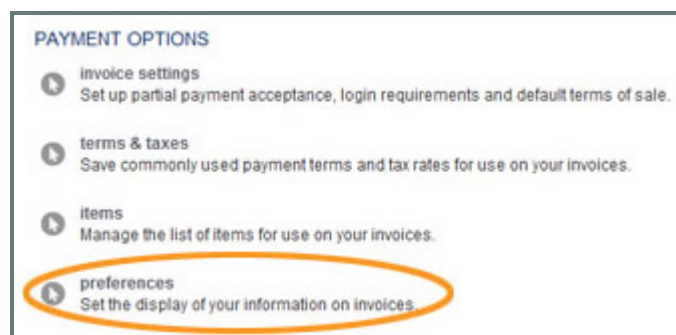 PAYMENT OPTIONS
invoice settings
Set up partial payment acceptance, login requirements and default terms of sale.
terms & taxes
Save commonly used payment terms and tax rates for use on your invoices.
items
Manage the list of items for use on your invoices.
preferences
Set the display of your information on invoices.